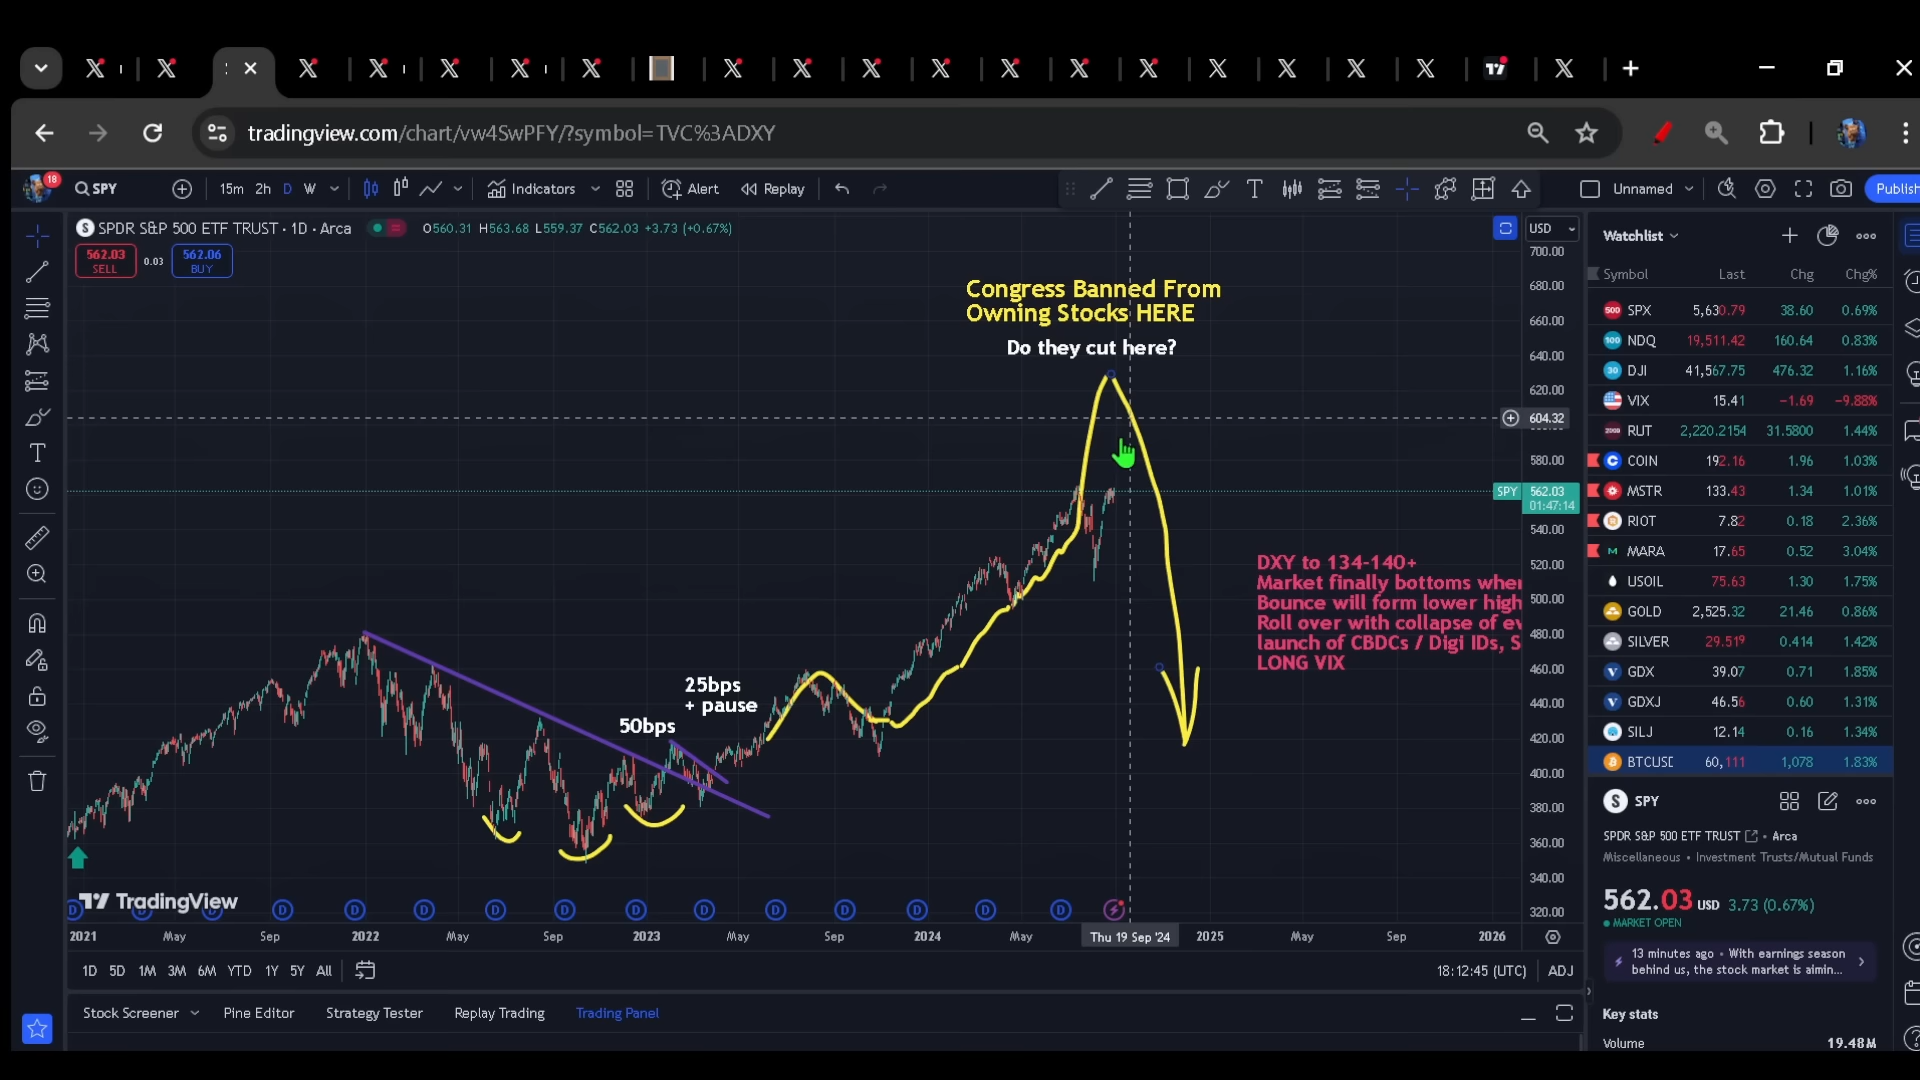 tradingview.com/chart/vw4SwPFY/?symbol=TVC%3ADXY
18
SPY
15m 2h D W
Indicators
Alert
Replay
Unnamed
Publish
SPDR S&P 500 ETF TRUST · 1D · Arca
O560.31 H563.68 L559.37 C562.03 +3.73 (+0.67%)
562.03
SELL
0.03
562.06
BUY
USD
700.00
680.00
660.00
640.00
620.00
604.32
580.00
SPY 562.03
01:47:14
540.00
520.00
500.00
480.00
460.00
440.00
420.00
400.00
380.00
360.00
340.00
320.00
Congress Banned From
Owning Stocks HERE
Do they cut here?
DXY to 134-140+
Market finally bottoms when
Bounce will form lower high
Roll over with collapse of ev
launch of CBDCs / Digi IDs, S
LONG VIX
25bps
+ pause
50bps
TradingView
D D D D D D D D D D D D D D D
2021 May Sep 2022 May Sep 2023 May Sep 2024 May Thu 19 Sep '24 2025 May Sep 2026
1D 5D 1M 3M 6M YTD 1Y 5Y All
18:12:45 (UTC) ADJ
Stock Screener Pine Editor Strategy Tester Replay Trading Trading Panel
Watchlist
Symbol Last Chg Chg%
500 SPX 5,630.79 38.60 0.69%
100 NDQ 19,511.42 160.64 0.83%
30 DJI 41,567.75 476.32 1.16%
VIX 15.41 −1.69 −9.88%
2000 RUT 2,220.2154 31.5800 1.44%
COIN 192.16 1.96 1.03%
MSTR 133.43 1.34 1.01%
RIOT 7.82 0.18 2.36%
M MARA 17.65 0.52 3.04%
USOIL 75.63 1.30 1.75%
GOLD 2,525.32 21.46 0.86%
SILVER 29.519 0.414 1.42%
GDX 39.07 0.71 1.85%
GDXJ 46.56 0.60 1.31%
SILJ 12.14 0.16 1.34%
BTCUSD 60,111 1,078 1.83%
S SPY
SPDR S&P 500 ETF TRUST • Arca
Miscellaneous • Investment Trusts/Mutual Funds
562.03 USD 3.73 (0.67%)
MARKET OPEN
13 minutes ago • With earnings season
behind us, the stock market is aimin...
Key stats
Volume 19.48M